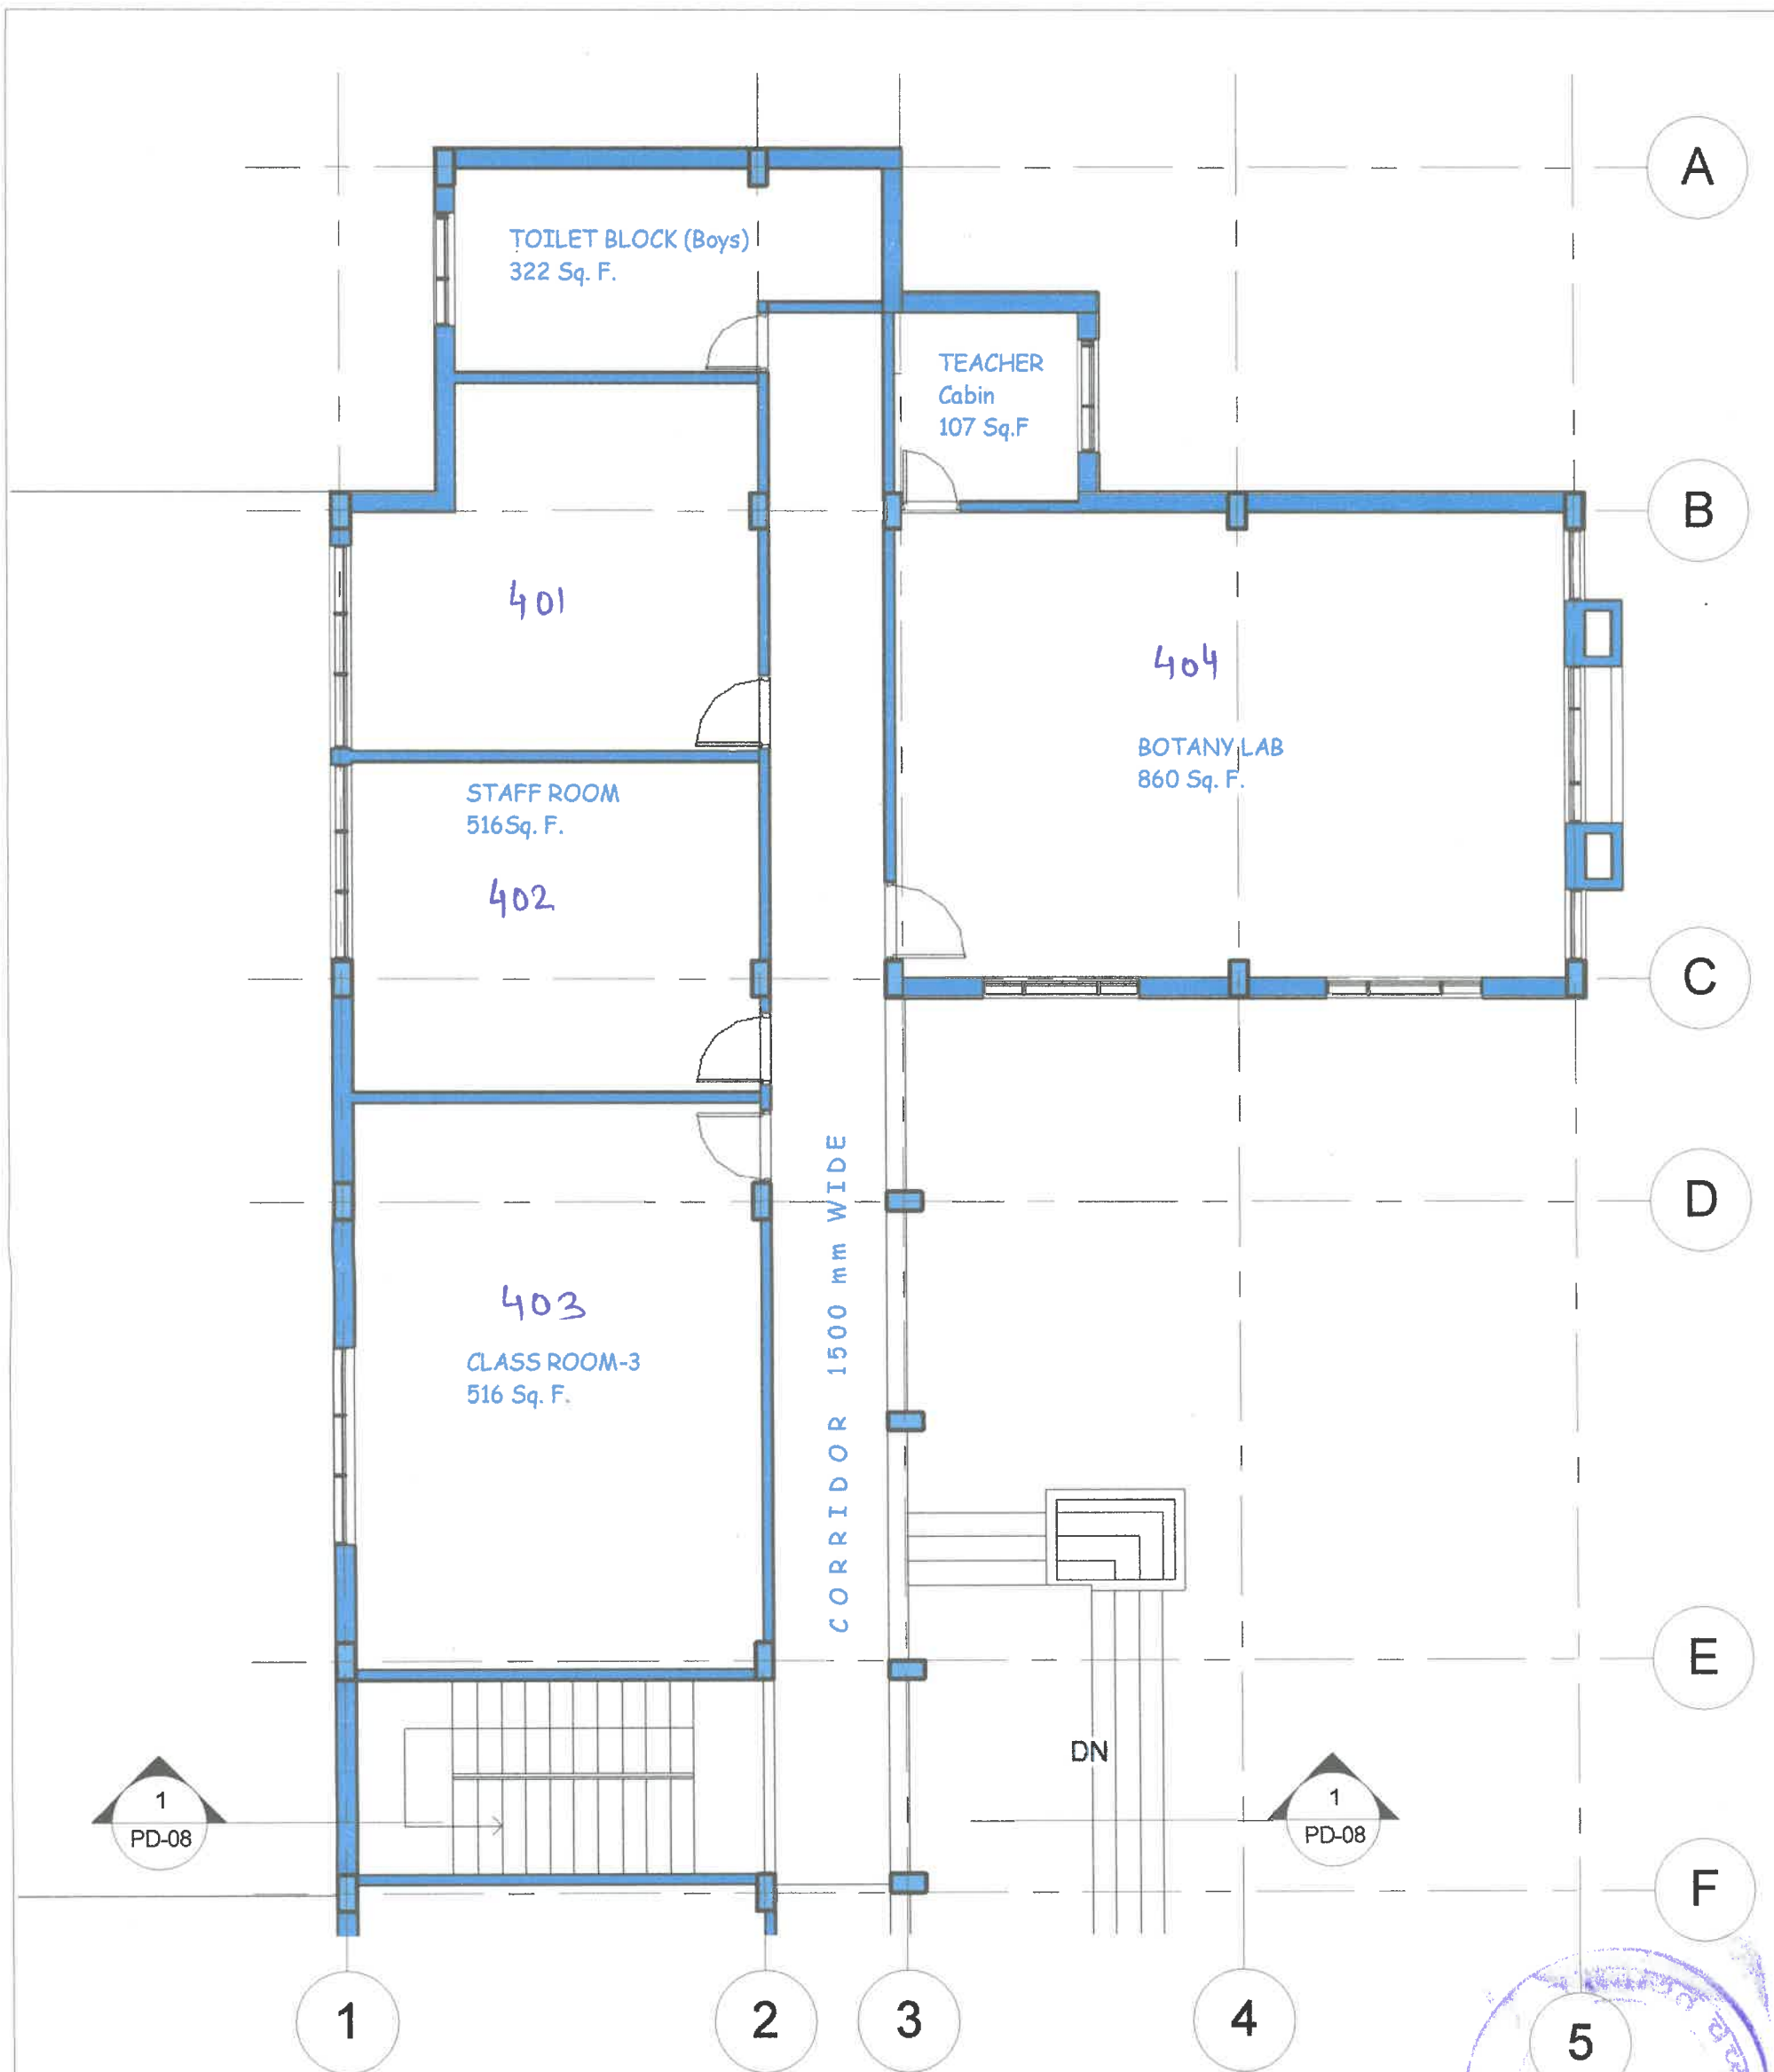 A
TOILET BLOCK (Boys)
322 Sq. F.
TEACHER
Cabin
107 Sq.F
B
401
404
BOTANY LAB
860 Sq. F.
STAFF ROOM
516Sq. F.
402
C
CORRIDOR 1500 mm WIDE
D
403
CLASS ROOM-3
516 Sq. F.
E
DN
1
PD-08
1
PD-08
F
1
2
3
4
5